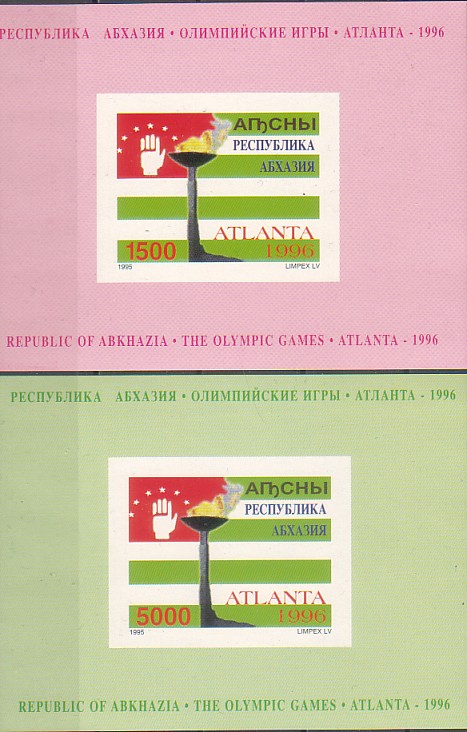 РЕСПУБЛИКА АБХАЗИЯ • ОЛИМПИЙСКИЕ ИГРЫ • АТЛАНТА - 1996
АҦСНЫ
РЕСПУБЛИКА
АБХАЗИЯ
ATLANTA
1500 1996
1995 LIMPEX LV
REPUBLIC OF ABKHAZIA • THE OLYMPIC GAMES • ATLANTA - 1996
РЕСПУБЛИКА АБХАЗИЯ • ОЛИМПИЙСКИЕ ИГРЫ • АТЛАНТА - 1996
АҦСНЫ
РЕСПУБЛИКА
АБХАЗИЯ
ATLANTA
5000 1996
1995 LIMPEX LV
REPUBLIC OF ABKHAZIA • THE OLYMPIC GAMES • ATLANTA - 1996